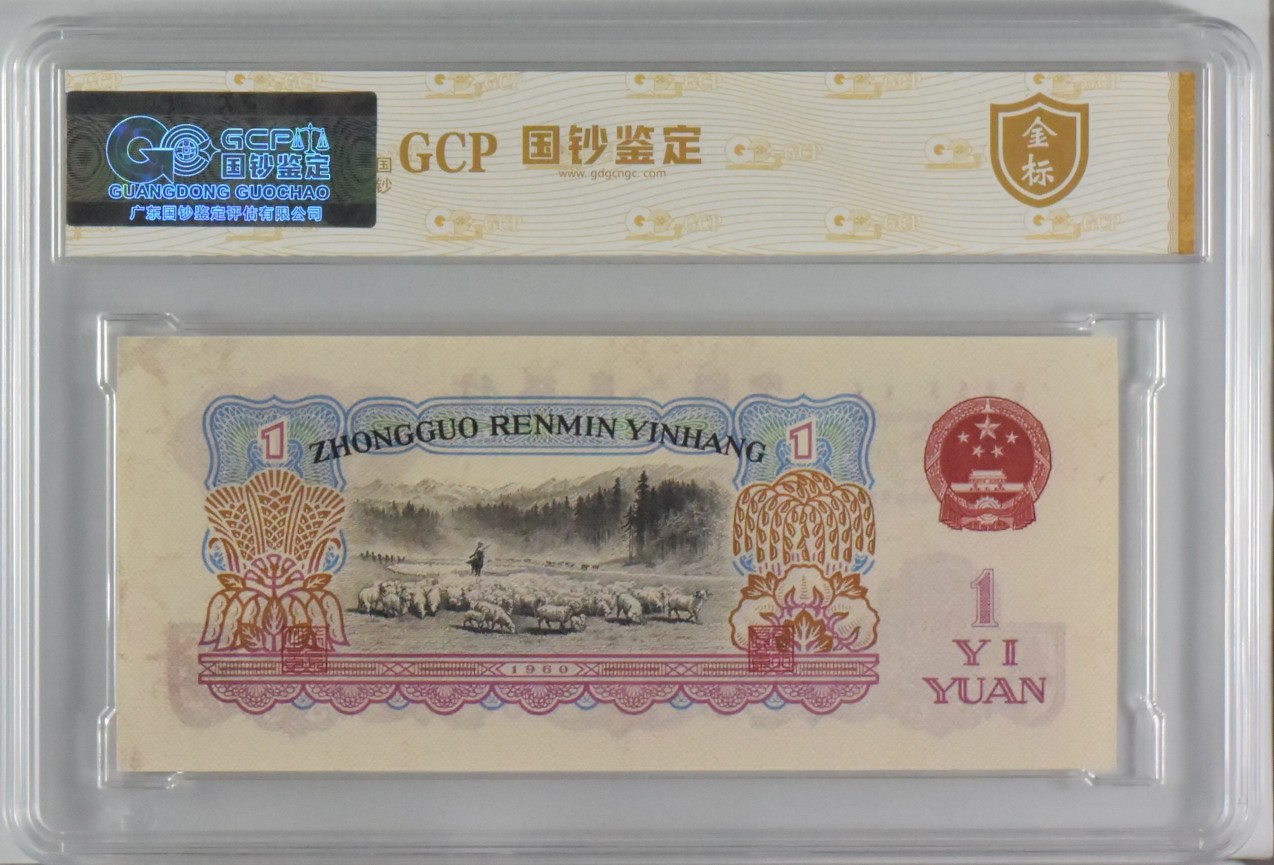 GCP
国钞鉴定
GUANGDONG GUOCHAO
广东国钞鉴定评估有限公司
国
钞
GCP 国钞鉴定
www.gdgcngc.com
金
标
1
ZHONGGUO RENMIN YINHANG
1
1960
1
YI
YUAN